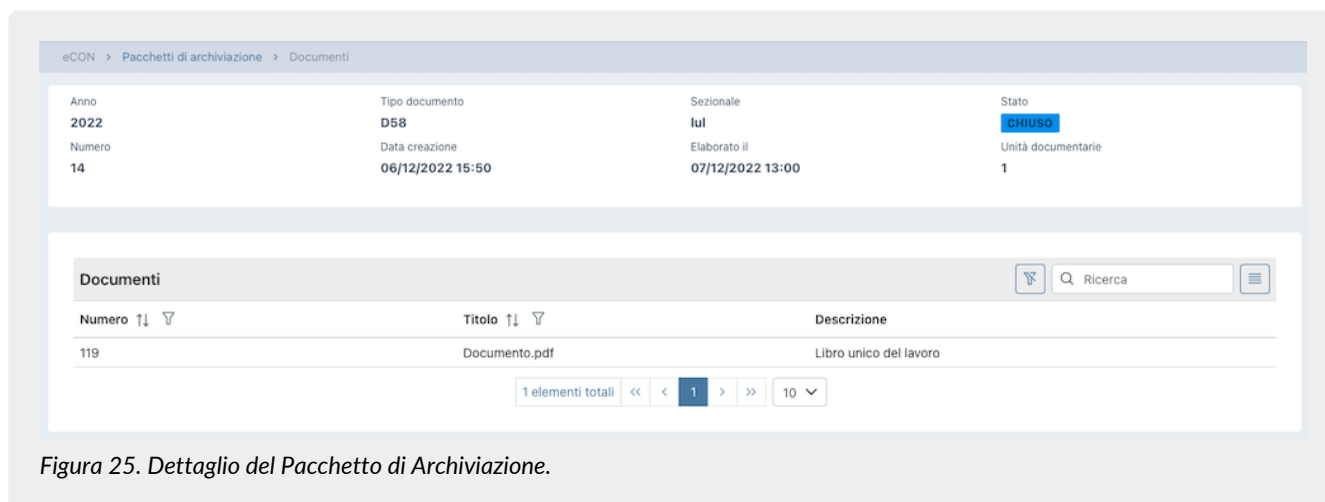 eCON > Pacchetti di archiviazione > Documenti
Anno Tipo documento Sezionale Stato
2022 D58 lul CHIUSO
Numero Data creazione Elaborato il Unità documentarie
14 06/12/2022 15:50 07/12/2022 13:00 1
Documenti Ricerca
Numero Titolo Descrizione
119 Documento.pdf Libro unico del lavoro
1 elementi totali << < 1 > >> 10
Figura 25. Dettaglio del Pacchetto di Archiviazione.